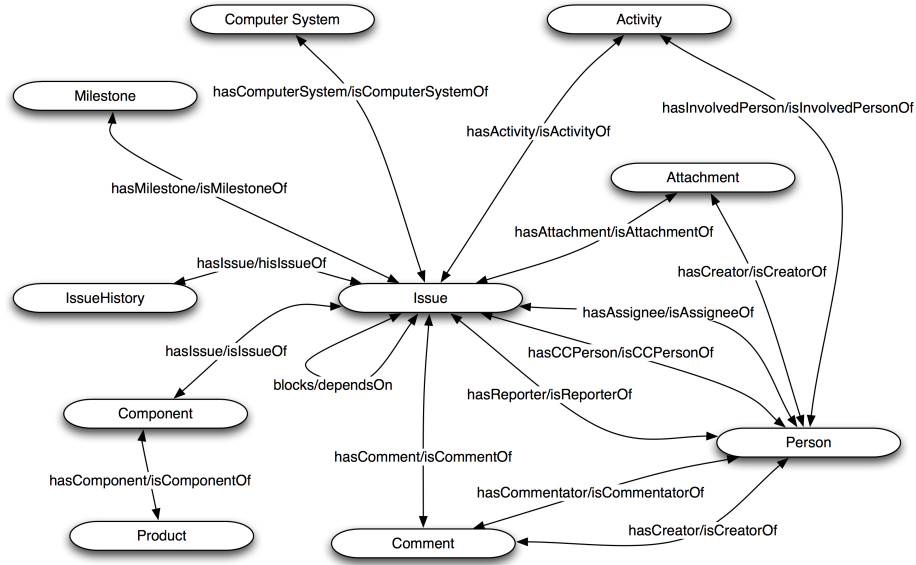 Computer System
Activity
Milestone
hasComputerSystem/isComputerSystemOf
hasInvolvedPerson/isInvolvedPersonOf
hasActivity/isActivityOf
Attachment
hasMilestone/isMilestoneOf
hasAttachment/isAttachmentOf
hasIssue/hisIssueOf
hasCreator/isCreatorOf
IssueHistory
Issue
hasAssignee/isAssigneeOf
hasIssue/isIssueOf
hasCCPerson/isCCPersonOf
blocks/dependsOn
hasReporter/isReporterOf
Component
Person
hasComment/isCommentOf
hasComponent/isComponentOf
hasCommentator/isCommentatorOf
hasCreator/isCreatorOf
Product
Comment